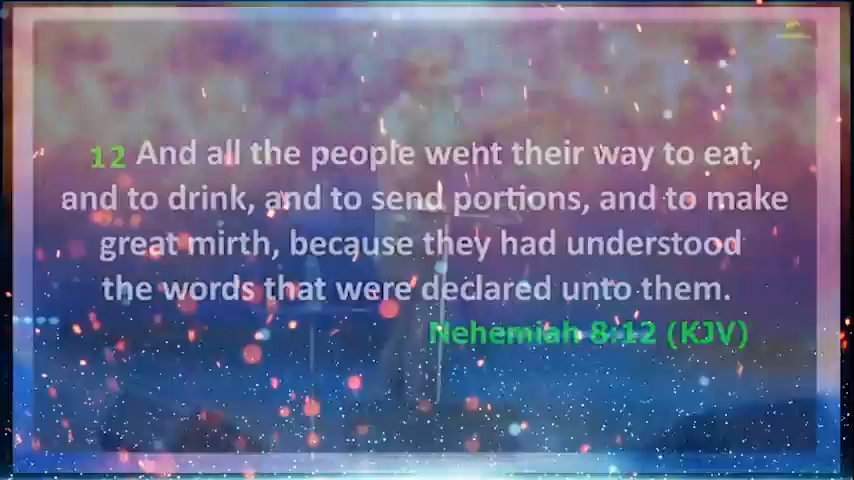 12 And all the people went their way to eat,
and to drink, and to send portions, and to make
great mirth, because they had understood
the words that were declared unto them.
Nehemiah 8:12 (KJV)